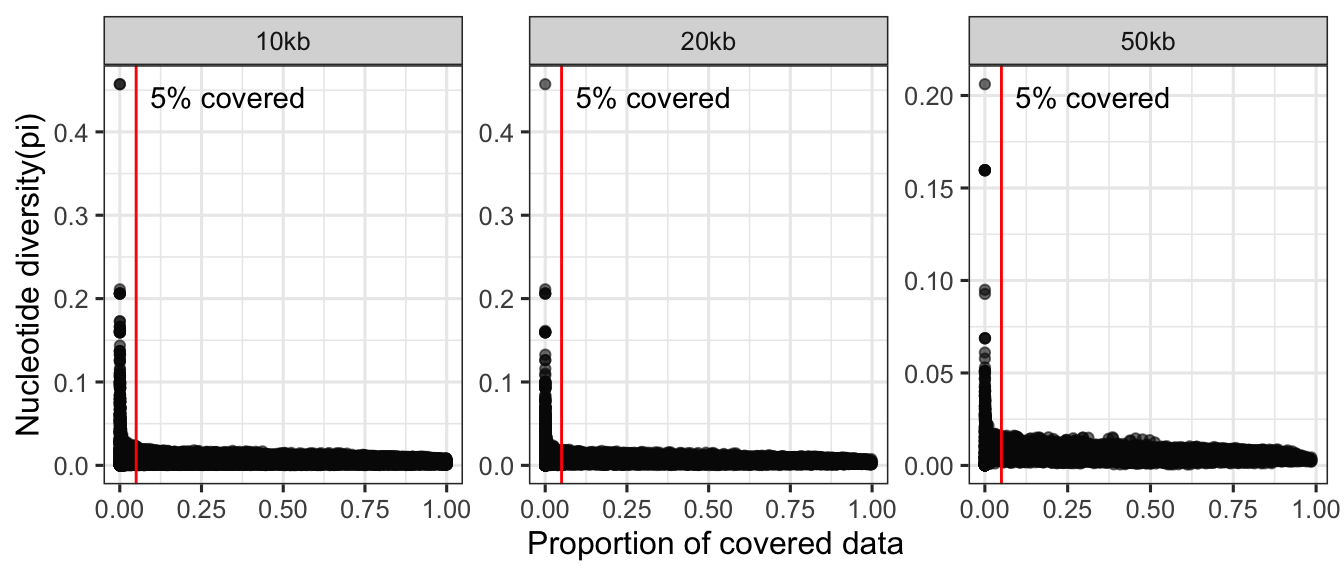 10kb
20kb
50kb
5% covered
5% covered
5% covered
Nucleotide diversity(pi)
0.4
0.3
0.2
0.1
0.0
0.4
0.3
0.2
0.1
0.0
0.20
0.15
0.10
0.05
0.00
0.00 0.25 0.50 0.75 1.00
0.00 0.25 0.50 0.75 1.00
0.00 0.25 0.50 0.75 1.00
Proportion of covered data